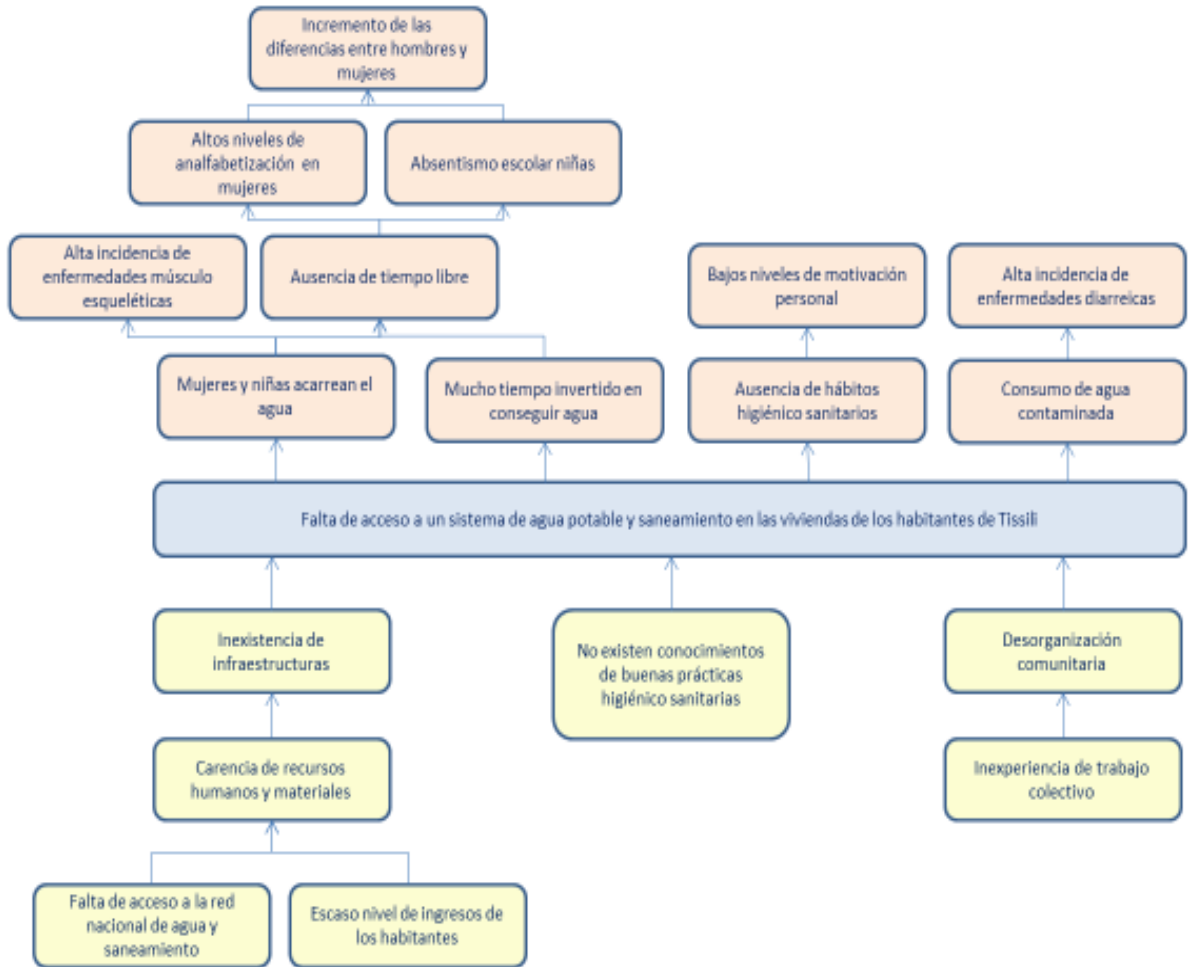 Incremento de las
diferencias entre hombres y
mujeres
Altos niveles de
analfabetización en
mujeres
Absentismo escolar niñas
Alta incidencia de
enfermedades músculo
esqueléticas
Ausencia de tiempo libre
Bajos niveles de motivación
personal
Alta incidencia de
enfermedades diarreicas
Mujeres y niñas acarrean el
agua
Mucho tiempo invertido en
conseguir agua
Ausencia de hábitos
higiénico sanitarios
Consumo de agua
contaminada
Falta de acceso a un sistema de agua potable y saneamiento en las viviendas de los habitantes de Tissili
Inexistencia de
infraestructuras
No existen conocimientos
de buenas prácticas
higiénico sanitarias
Desorganización
comunitaria
Carencia de recursos
humanos y materiales
Inexperiencia de trabajo
colectivo
Falta de acceso a la red
nacional de agua y
saneamiento
Escaso nivel de ingresos de
los habitantes